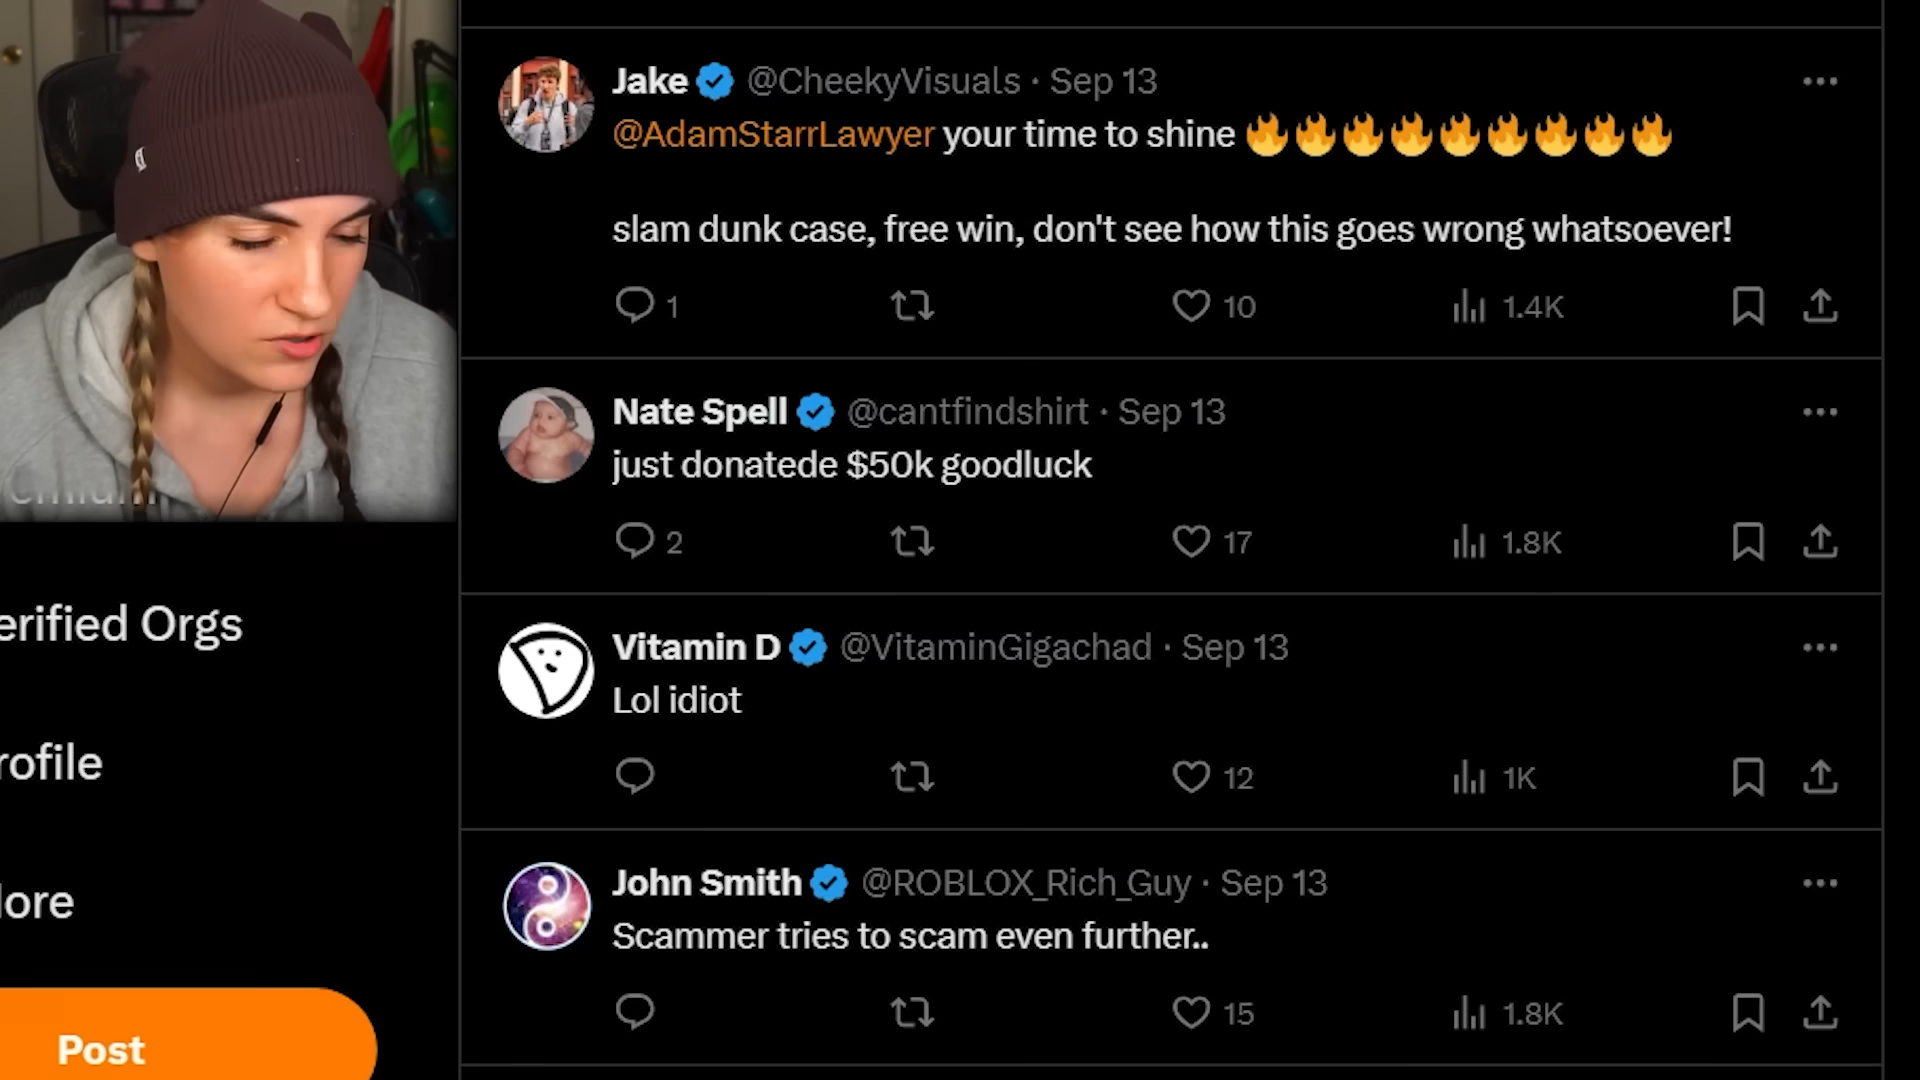 Jake @CheekyVisuals · Sep 13
@AdamStarrLawyer your time to shine 🔥🔥🔥🔥🔥🔥🔥🔥🔥
slam dunk case, free win, don't see how this goes wrong whatsoever!
1 10 1.4K
Nate Spell @cantfindshirt · Sep 13
just donatede $50k goodluck
2 17 1.8K
Vitamin D @VitaminGigachad · Sep 13
Lol idiot
12 1K
John Smith @ROBLOX_Rich_Guy · Sep 13
Scammer tries to scam even further..
15 1.8K
emium
erified Orgs
rofile
lore
Post